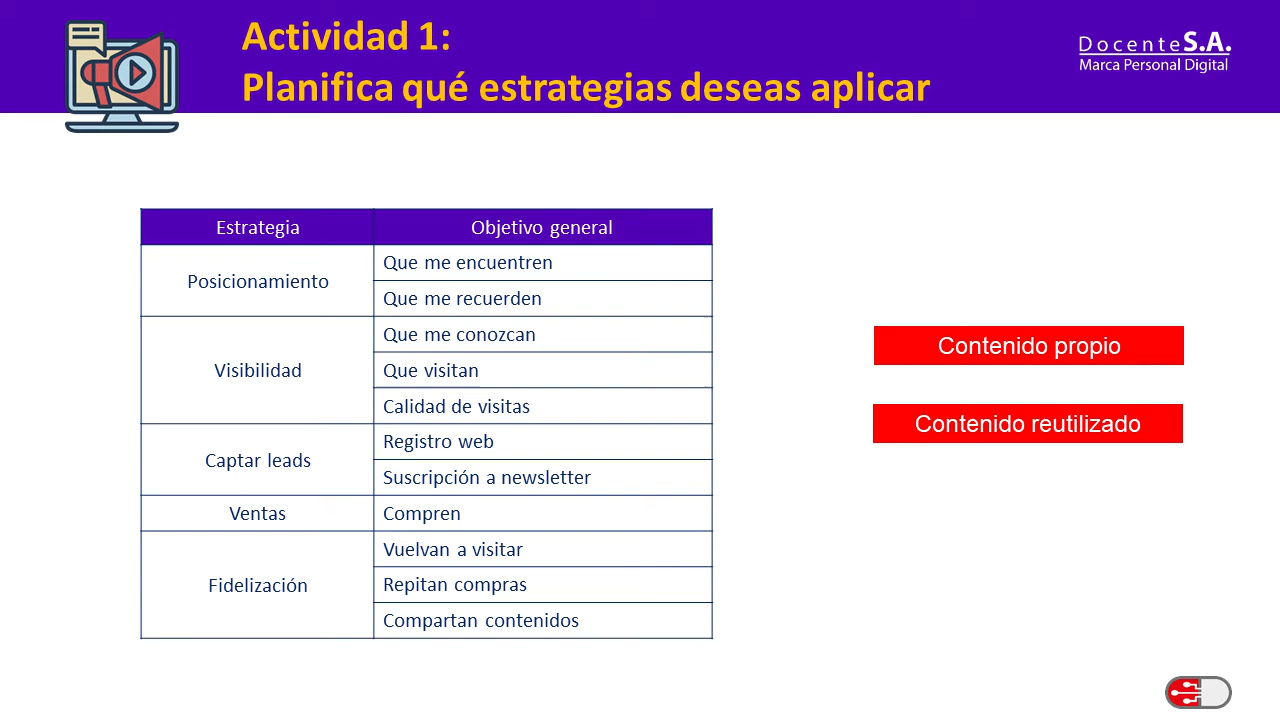 Actividad 1:
Planifica qué estrategias deseas aplicar
DocenteS.A.
Marca Personal Digital
Estrategia
Objetivo general
Posicionamiento
Que me encuentren
Que me recuerden
Visibilidad
Que me conozcan
Que visitan
Calidad de visitas
Captar leads
Registro web
Suscripción a newsletter
Ventas
Compren
Fidelización
Vuelvan a visitar
Repitan compras
Compartan contenidos
Contenido propio
Contenido reutilizado